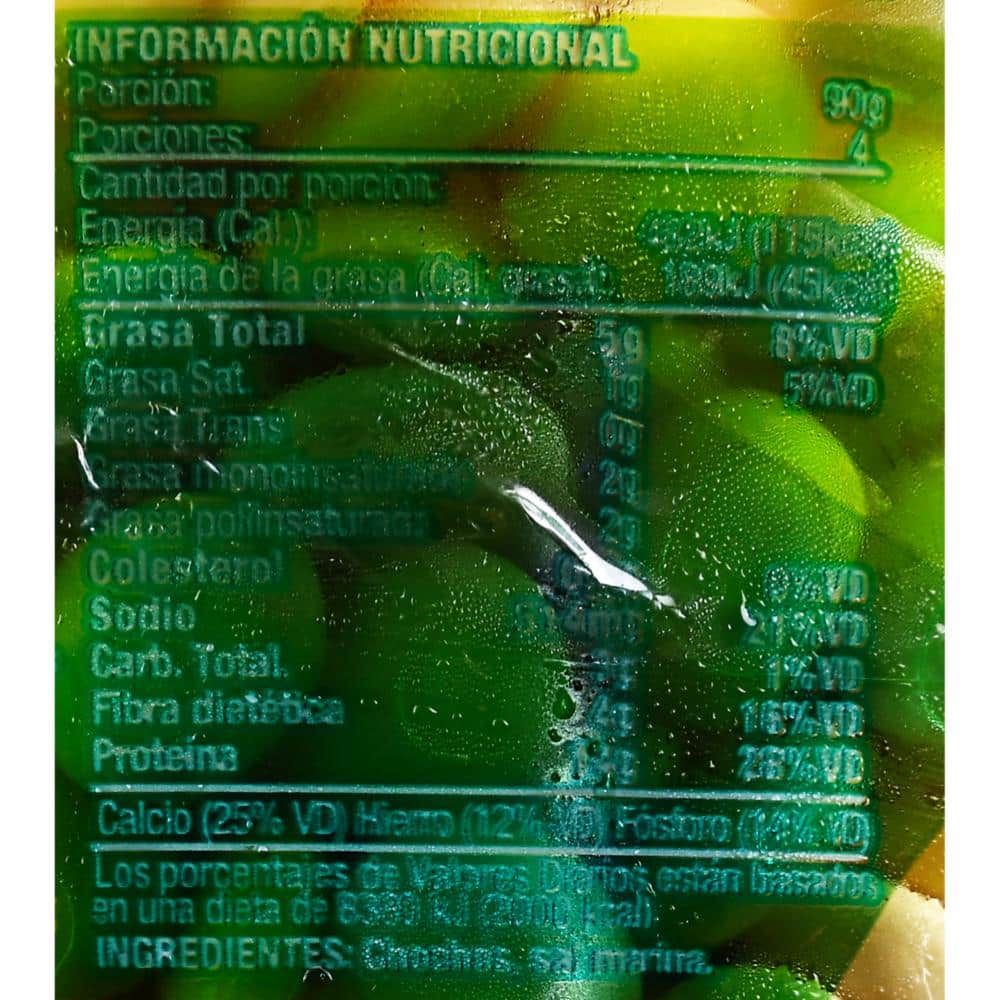 INFORMACIÓN NUTRICIONAL
Porción: 90g
Porciones: 4
Cantidad por porción:
Energía (Cal.): (115kcal)
Energía de la grasa (Cal. grasa): 189kJ (45kcal)
Grasa Total 5g 8%VD
Grasa Sat. 1g 5%VD
Grasa Trans 0g
Grasa monoinsaturada 2g
Grasa poliinsaturada: 2g
Colesterol 0%VD
Sodio 21%VD
Carb. Total. 1%VD
Fibra dietética 4g 16%VD
Proteína 14g 28%VD
Calcio (25% VD) Hierro (12% VD) Fósforo (14% VD)
Los porcentajes de Valores Diarios están basados
en una dieta de 8380 KJ (2000 kcal)
INGREDIENTES: Chochos, sal marina.